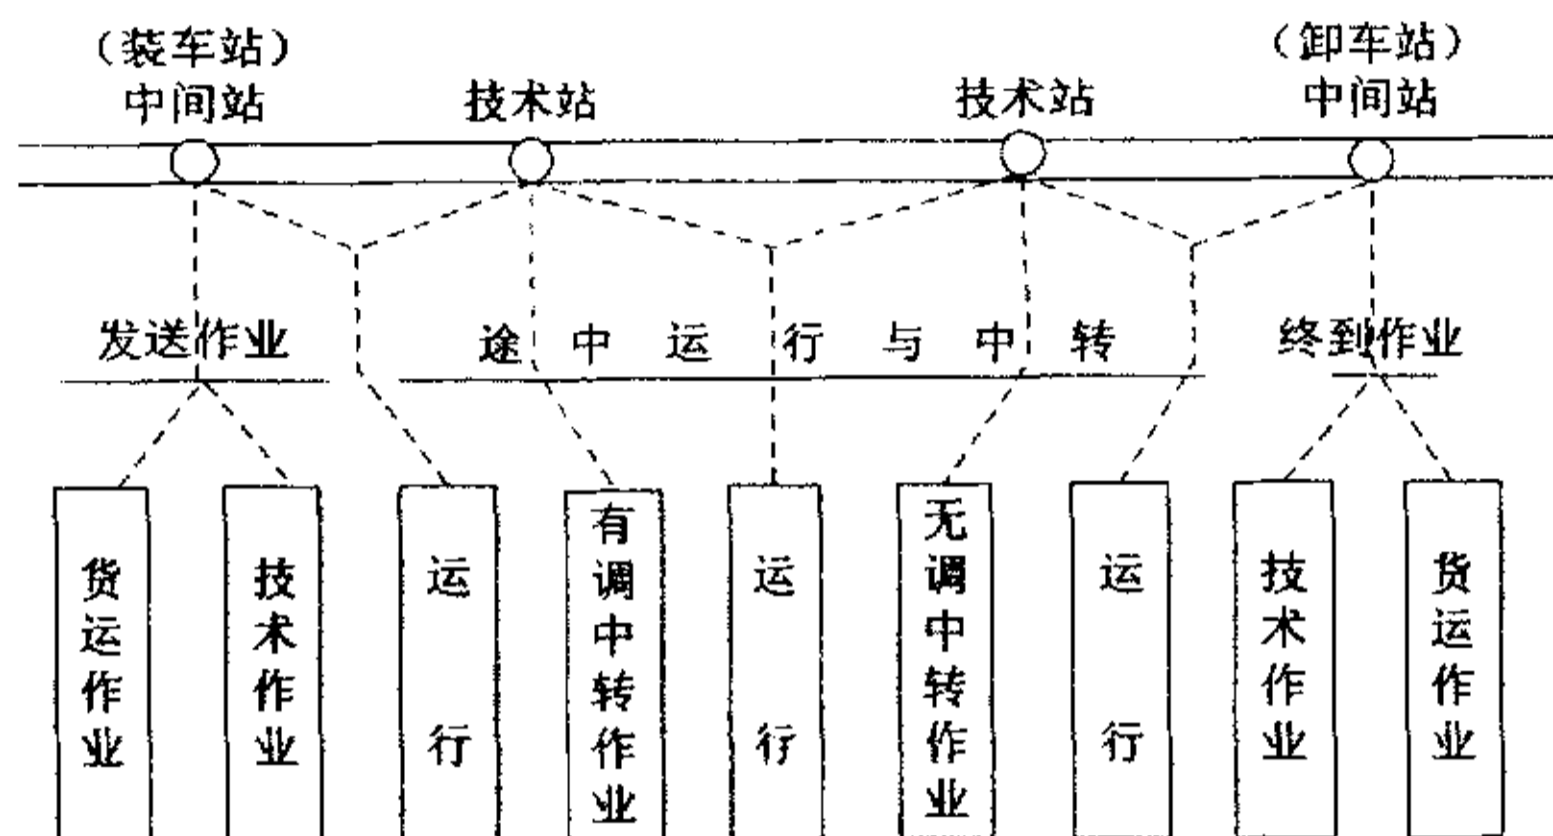 （装车站）
中间站
技术站
技术站
（卸车站）
中间站
发送作业
途中运行与中转
终到作业
货运作业
技术作业
运行
有调中转作业
运行
无调中转作业
运行
技术作业
货运作业